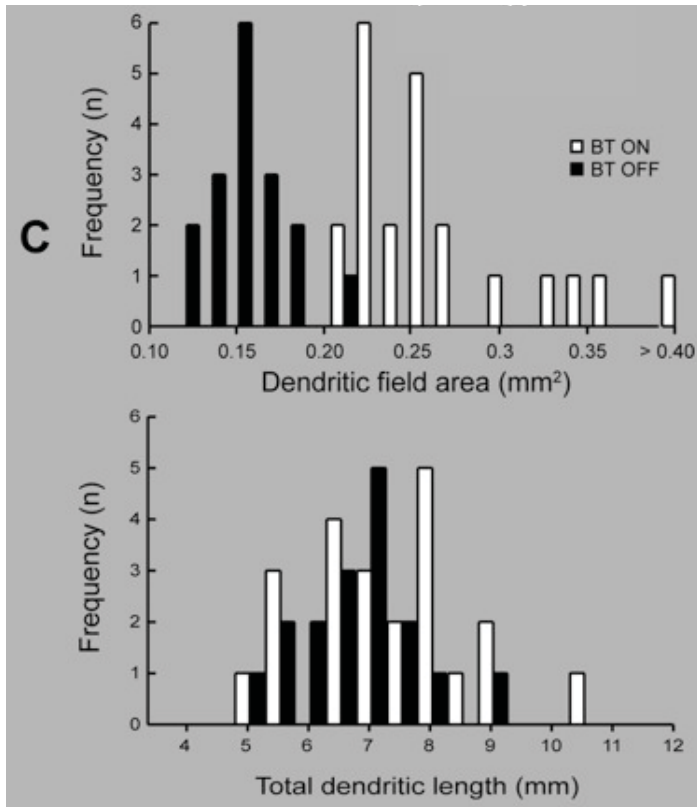 C
Frequency (n)
6
5
4
3
2
1
0
BT ON
BT OFF
0.10 0.15 0.20 0.25 0.3 0.35 > 0.40
Dendritic field area (mm²)
Frequency (n)
6
5
4
3
2
1
0
4 5 6 7 8 9 10 11 12
Total dendritic length (mm)